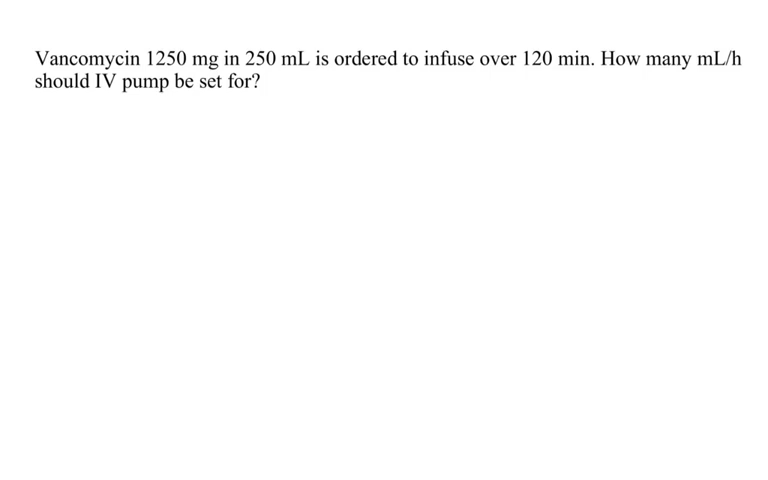 Vancomycin 1250 mg in 250 mL is ordered to infuse over 120 min. How many mL/h
should IV pump be set for?